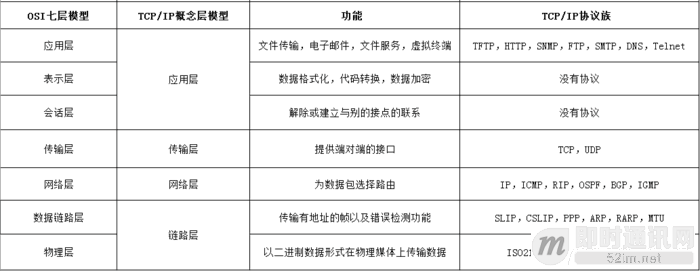 OSI七层模型 TCP/IP概念层模型 功能 TCP/IP协议族
应用层 文件传输，电子邮件，文件服务，虚拟终端 TFTP，HTTP，SNMP，FTP，SMTP，DNS，Telnet
表示层 应用层 数据格式化，代码转换，数据加密 没有协议
会话层 解除或建立与别的接点的联系 没有协议
传输层 传输层 提供端对端的接口 TCP，UDP
网络层 网络层 为数据包选择路由 IP，ICMP，RIP，OSPF，BGP，IGMP
数据链路层 传输有地址的帧以及错误检测功能 SLIP，CSLIP，PPP，ARP，RARP，MTU
链路层
物理层 以二进制数据形式在物理媒体上传输数据
即时通讯网
52im.net